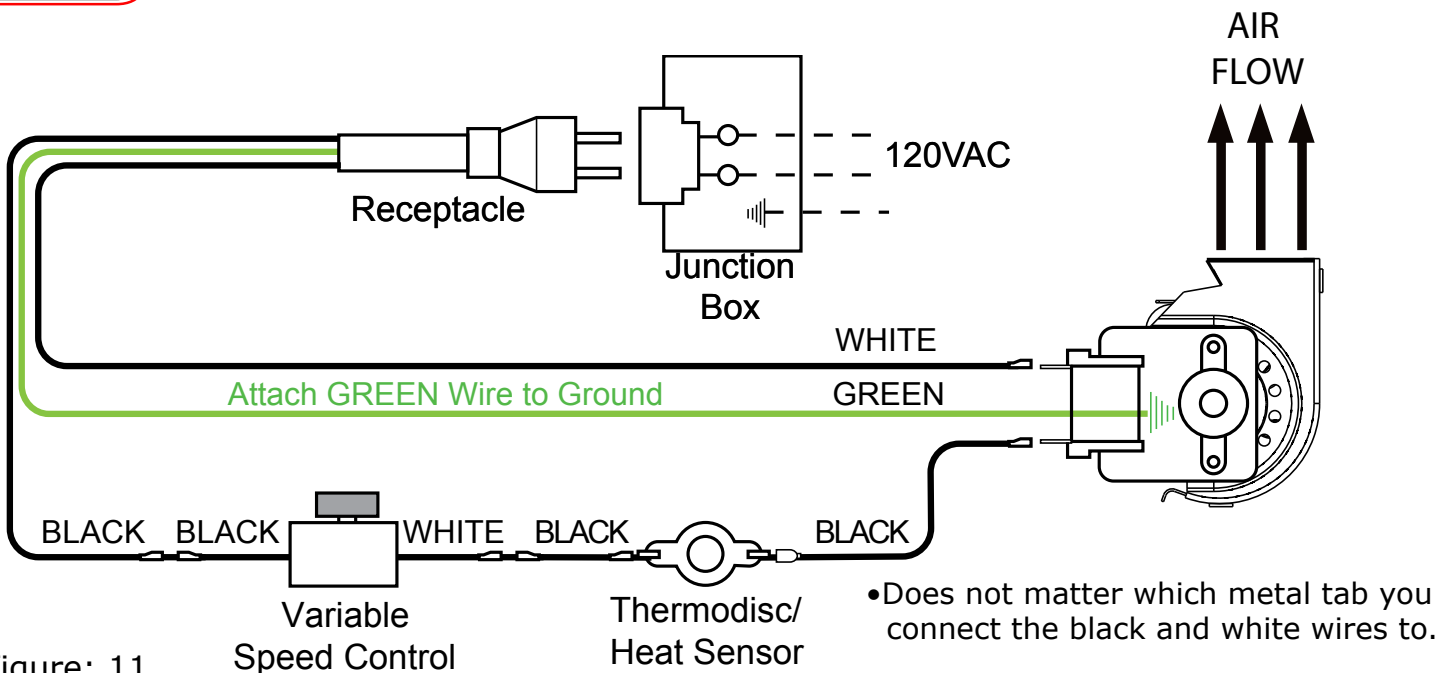 AIR
FLOW
120VAC
Receptacle
Junction
Box
WHITE
Attach GREEN Wire to Ground
GREEN
BLACK
BLACK
WHITE
BLACK
BLACK
Variable
Speed Control
Thermodisc/
Heat Sensor
•Does not matter which metal tab you
connect the black and white wires to.
igure: 11